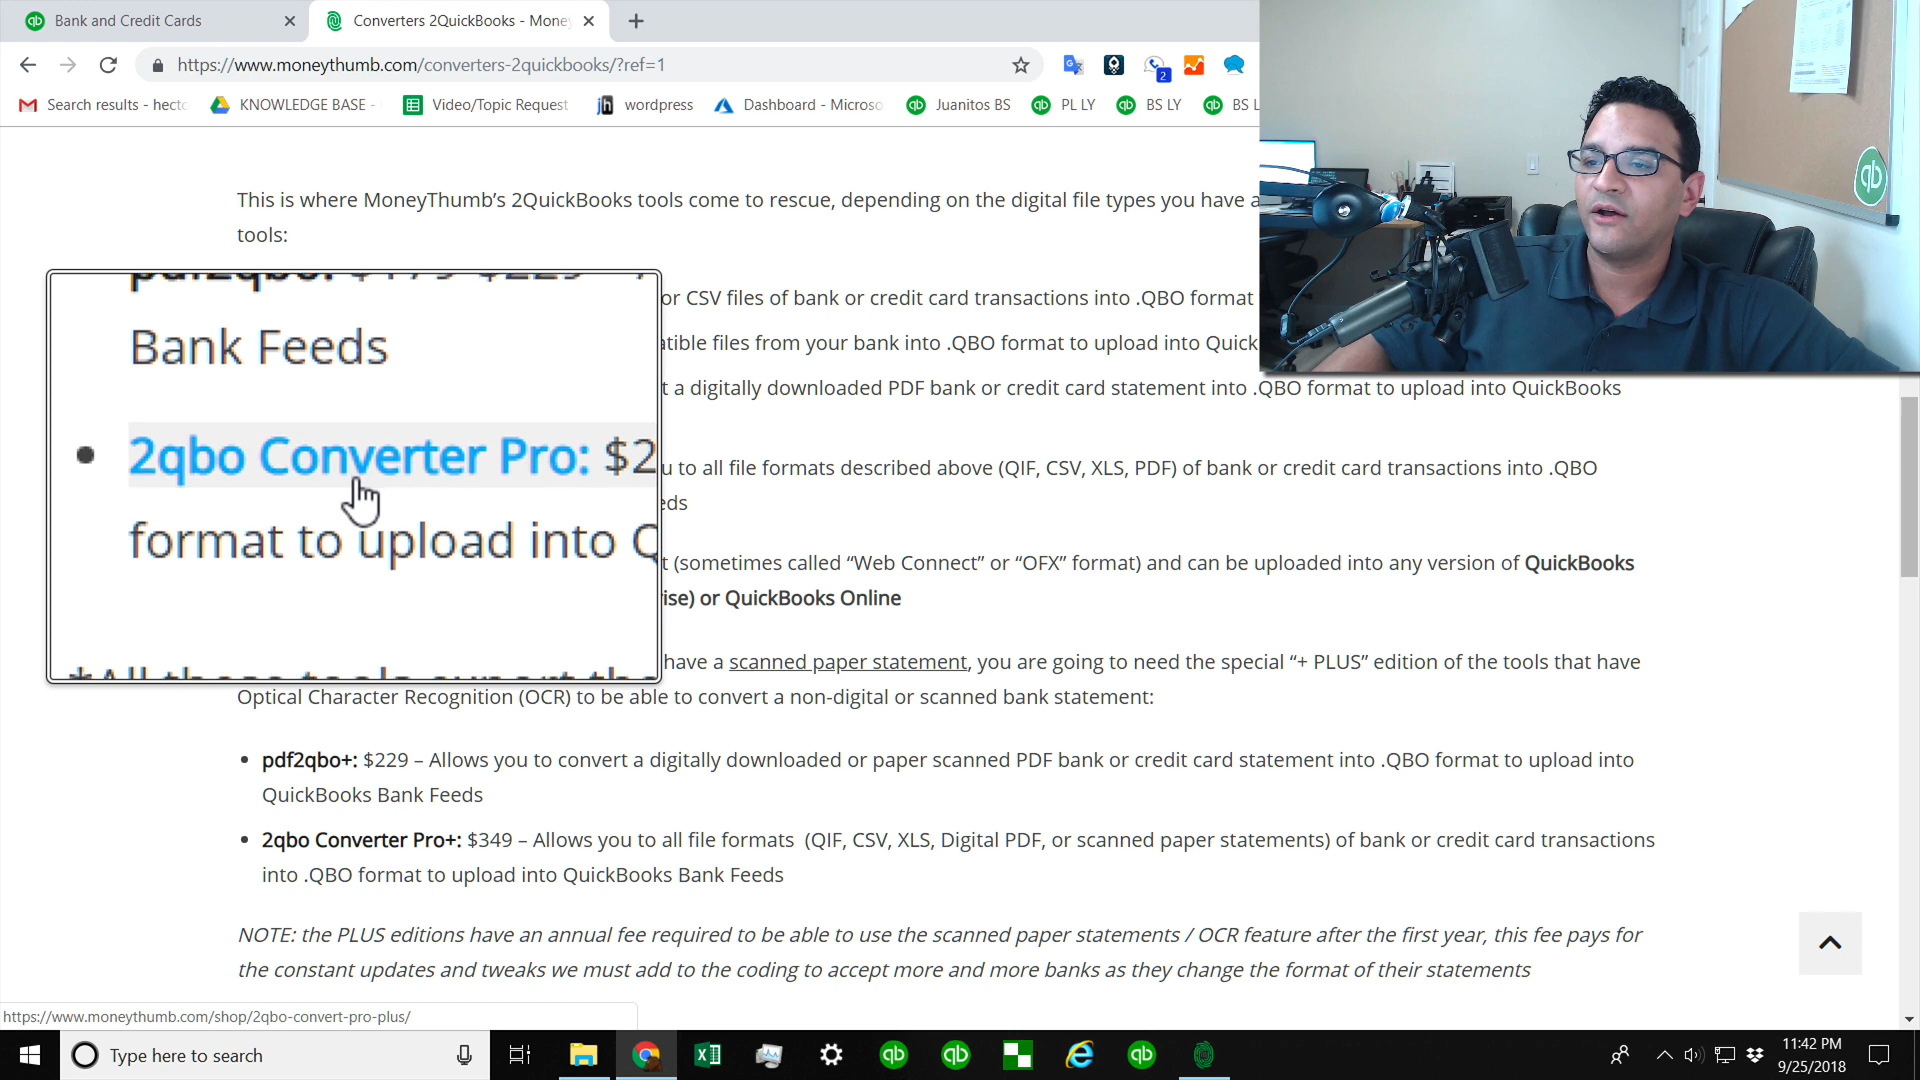 Bank and Credit Cards
Converters 2QuickBooks - Money
https://www.moneythumb.com/converters-2quickbooks/?ref=1
2
Search results - hecto
KNOWLEDGE BASE -
Video/Topic Request
wordpress
Dashboard - Microso
Juanitos BS
PL LY
BS LY
BS L
This is where MoneyThumb's 2QuickBooks tools come to rescue, depending on the digital file types you have a
tools:
pdf2qbo: $179 $229
Bank Feeds
• 2qbo Converter Pro: $2
format to upload into Q
*All these tools
or CSV files of bank or credit card transactions into .QBO format
tible files from your bank into .QBO format to upload into Quick
t a digitally downloaded PDF bank or credit card statement into .QBO format to upload into QuickBooks
u to all file formats described above (QIF, CSV, XLS, PDF) of bank or credit card transactions into .QBO
eds
t (sometimes called “Web Connect” or “OFX” format) and can be uploaded into any version of QuickBooks
rise) or QuickBooks Online
have a scanned paper statement, you are going to need the special “+ PLUS” edition of the tools that have
Optical Character Recognition (OCR) to be able to convert a non-digital or scanned bank statement:
• pdf2qbo+: $229 – Allows you to convert a digitally downloaded or paper scanned PDF bank or credit card statement into .QBO format to upload into
QuickBooks Bank Feeds
• 2qbo Converter Pro+: $349 – Allows you to all file formats (QIF, CSV, XLS, Digital PDF, or scanned paper statements) of bank or credit card transactions
into .QBO format to upload into QuickBooks Bank Feeds
NOTE: the PLUS editions have an annual fee required to be able to use the scanned paper statements / OCR feature after the first year, this fee pays for
the constant updates and tweaks we must add to the coding to accept more and more banks as they change the format of their statements
https://www.moneythumb.com/shop/2qbo-convert-pro-plus/
Type here to search
11:42 PM
9/25/2018